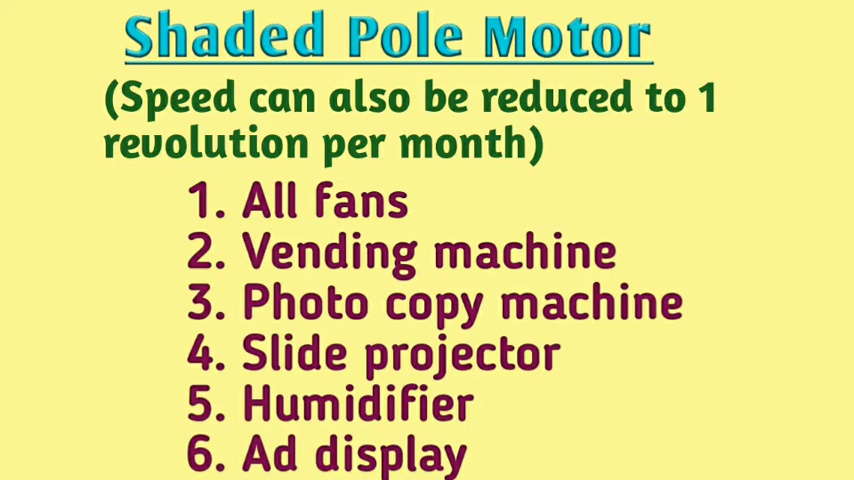 Shaded Pole Motor
(Speed can also be reduced to 1
revolution per month)
1. All fans
2. Vending machine
3. Photo copy machine
4. Slide projector
5. Humidifier
6. Ad display